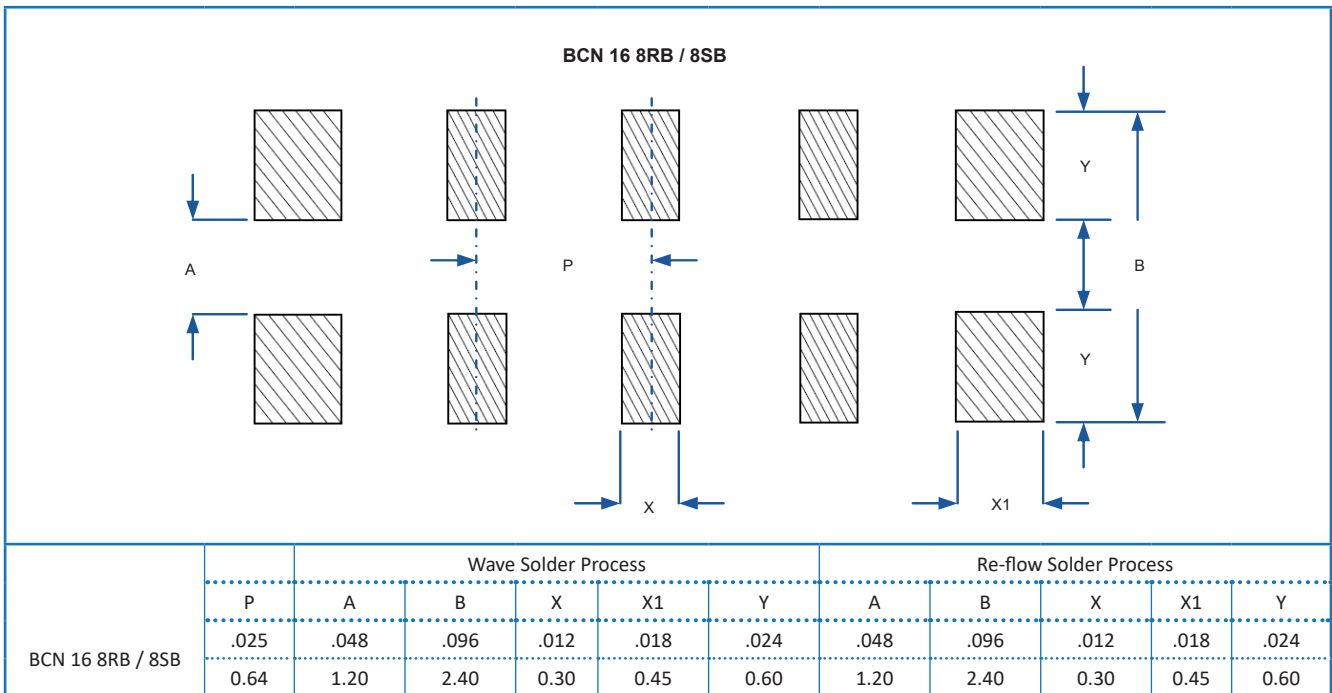 BCN 16 8RB / 8SB
Y
A
P
B
Y
X
X1
Wave Solder Process Re-flow Solder Process
P A B X X1 Y A B X X1 Y
BCN 16 8RB / 8SB
.025 .048 .096 .012 .018 .024 .048 .096 .012 .018 .024
0.64 1.20 2.40 0.30 0.45 0.60 1.20 2.40 0.30 0.45 0.60